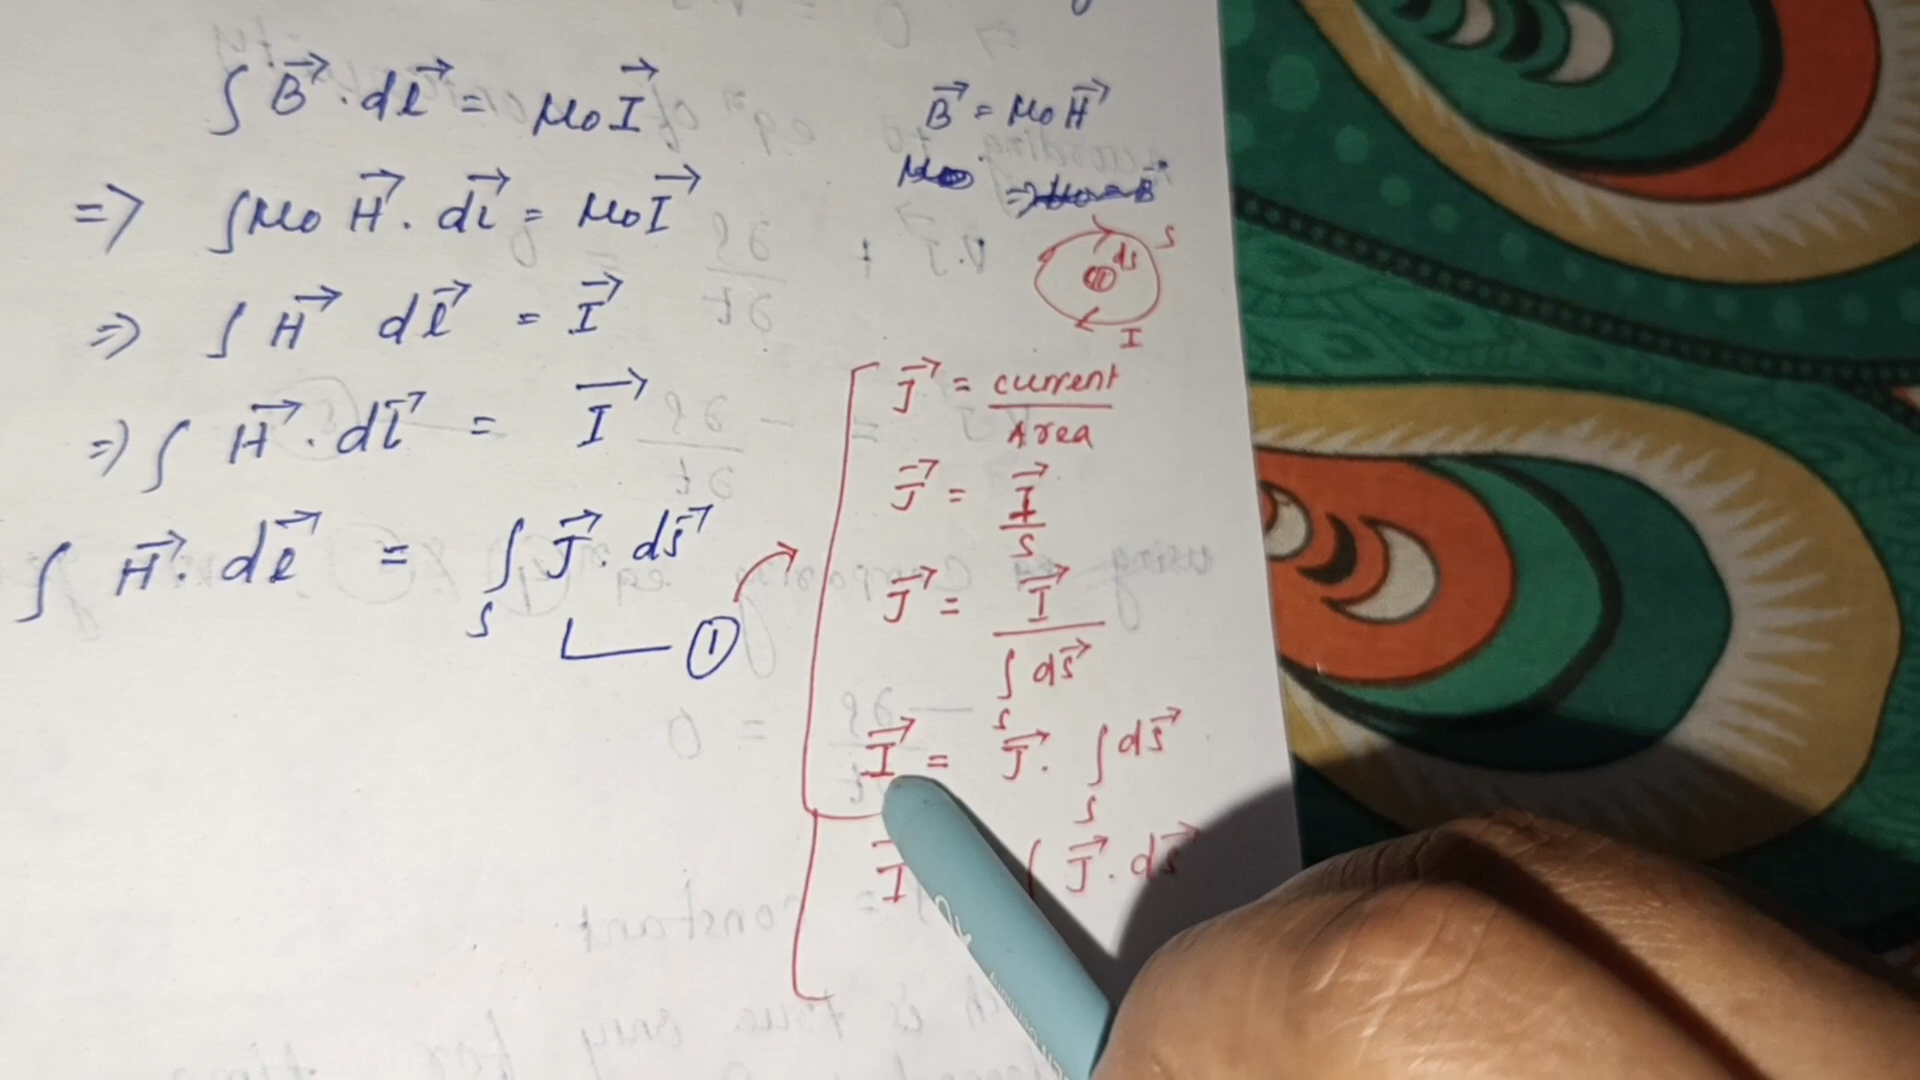 ∫ B⃗ · dl⃗ = μ₀ I⃗
⇒ ∫ μ₀ H⃗ . dl⃗ = μ₀ I⃗
⇒ ∫ H⃗ dl⃗ = I⃗
⇒ ∫ H⃗ . dl⃗ = I⃗
∫ H⃗ . dl⃗ = ∫ₛ J⃗ . ds⃗
①
B⃗ = μ₀ H⃗
ds S
I
J⃗ = current / Area
J⃗ = I⃗ / S
J⃗ = I⃗ / ∫ₛ ds⃗
I⃗ = J⃗ . ∫ₛ ds⃗
I⃗ ∫ J⃗ . ds⃗